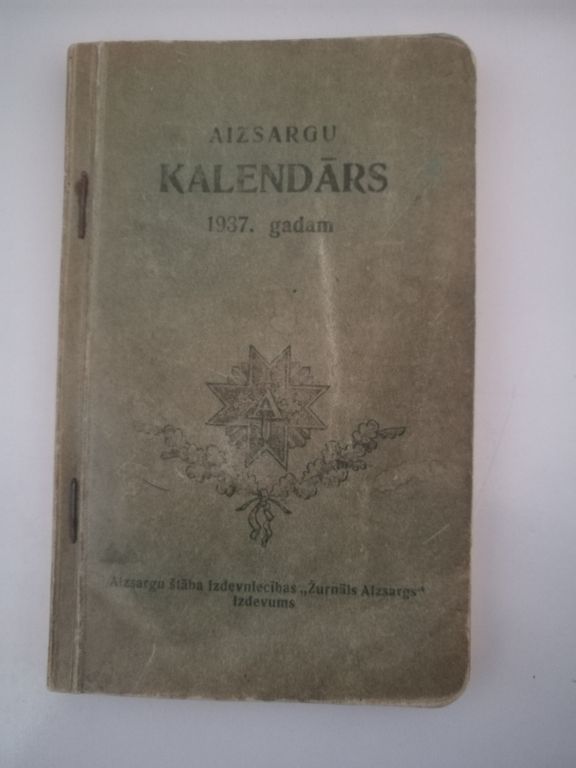 AIZSARGU
KALENDĀRS
1937. gadam
A
Aizsargu štāba Izdevniecības „Žurnāls Aizsargs“
Izdevums